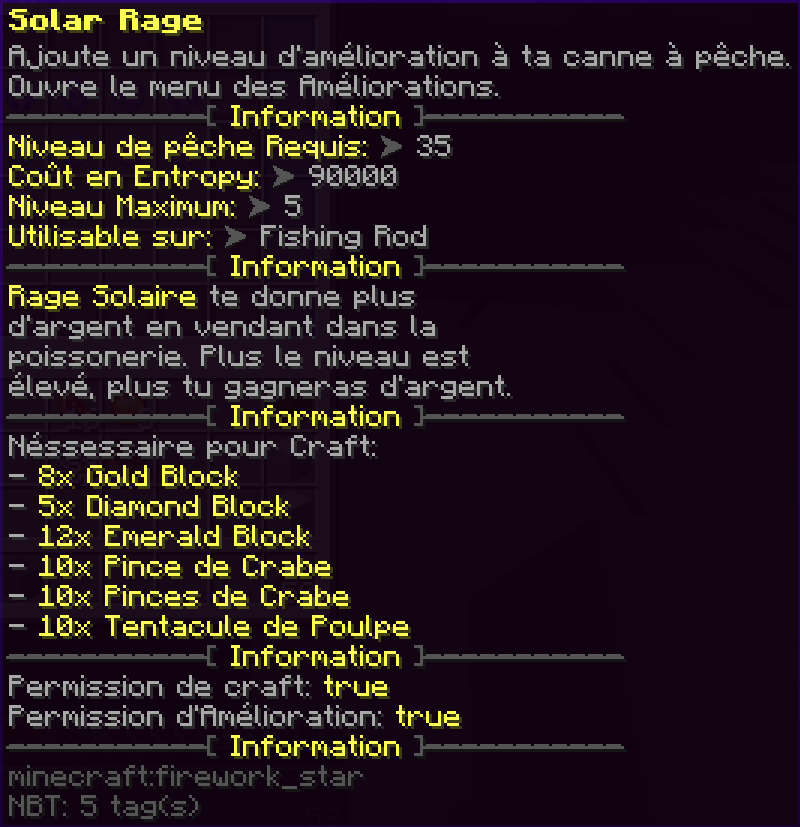 Solar Rage
Ajoute un niveau d'amélioration à ta canne à pêche.
Ouvre le menu des Améliorations.
[ Information ]
Niveau de pêche Requis: ➤ 35
Coût en Entropy: ➤ 90000
Niveau Maximum: ➤ 5
Utilisable sur: ➤ Fishing Rod
[ Information ]
Rage Solaire te donne plus
d'argent en vendant dans la
poissonerie. Plus le niveau est
élevé, plus tu gagneras d'argent.
[ Information ]
Néssessaire pour Craft:
- 8x Gold Block
- 5x Diamond Block
- 12x Emerald Block
- 10x Pince de Crabe
- 10x Pinces de Crabe
- 10x Tentacule de Poulpe
[ Information ]
Permission de craft: true
Permission d'Amélioration: true
[ Information ]
minecraft:firework_star
NBT: 5 tag(s)